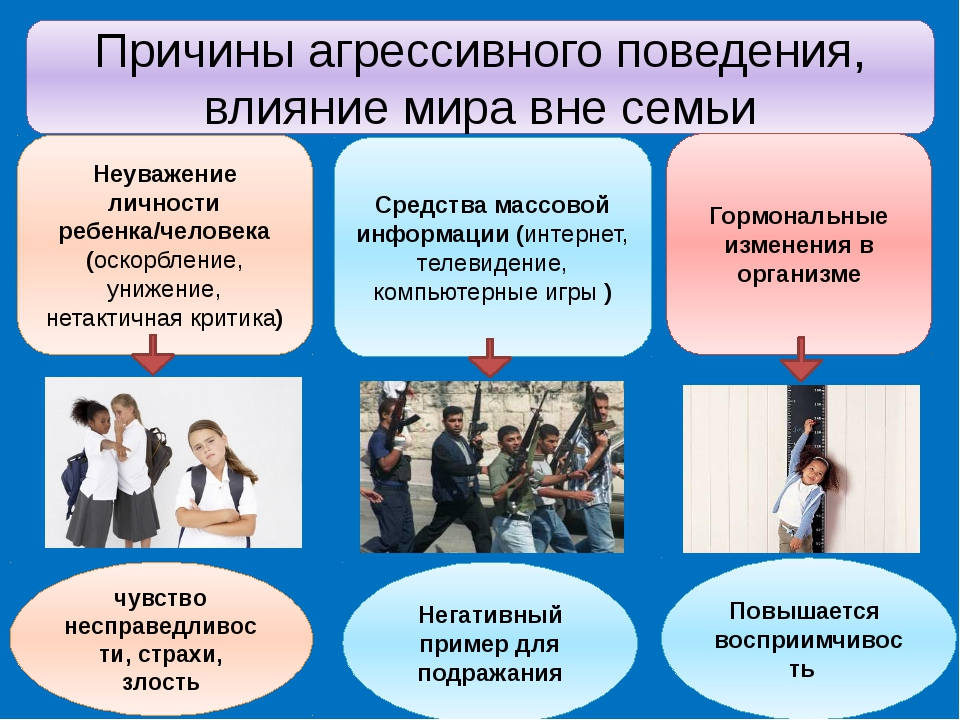 Причины агрессивного поведения,
влияние мира вне семьи
Неуважение
личности
ребенка/человека
(оскорбление,
унижение,
нетактичная критика)
Средства массовой
информации (интернет,
телевидение,
компьютерные игры )
Гормональные
изменения в
организме
чувство
несправедливос
ти, страхи,
злость
Негативный
пример для
подражания
Повышается
восприимчивос
ть